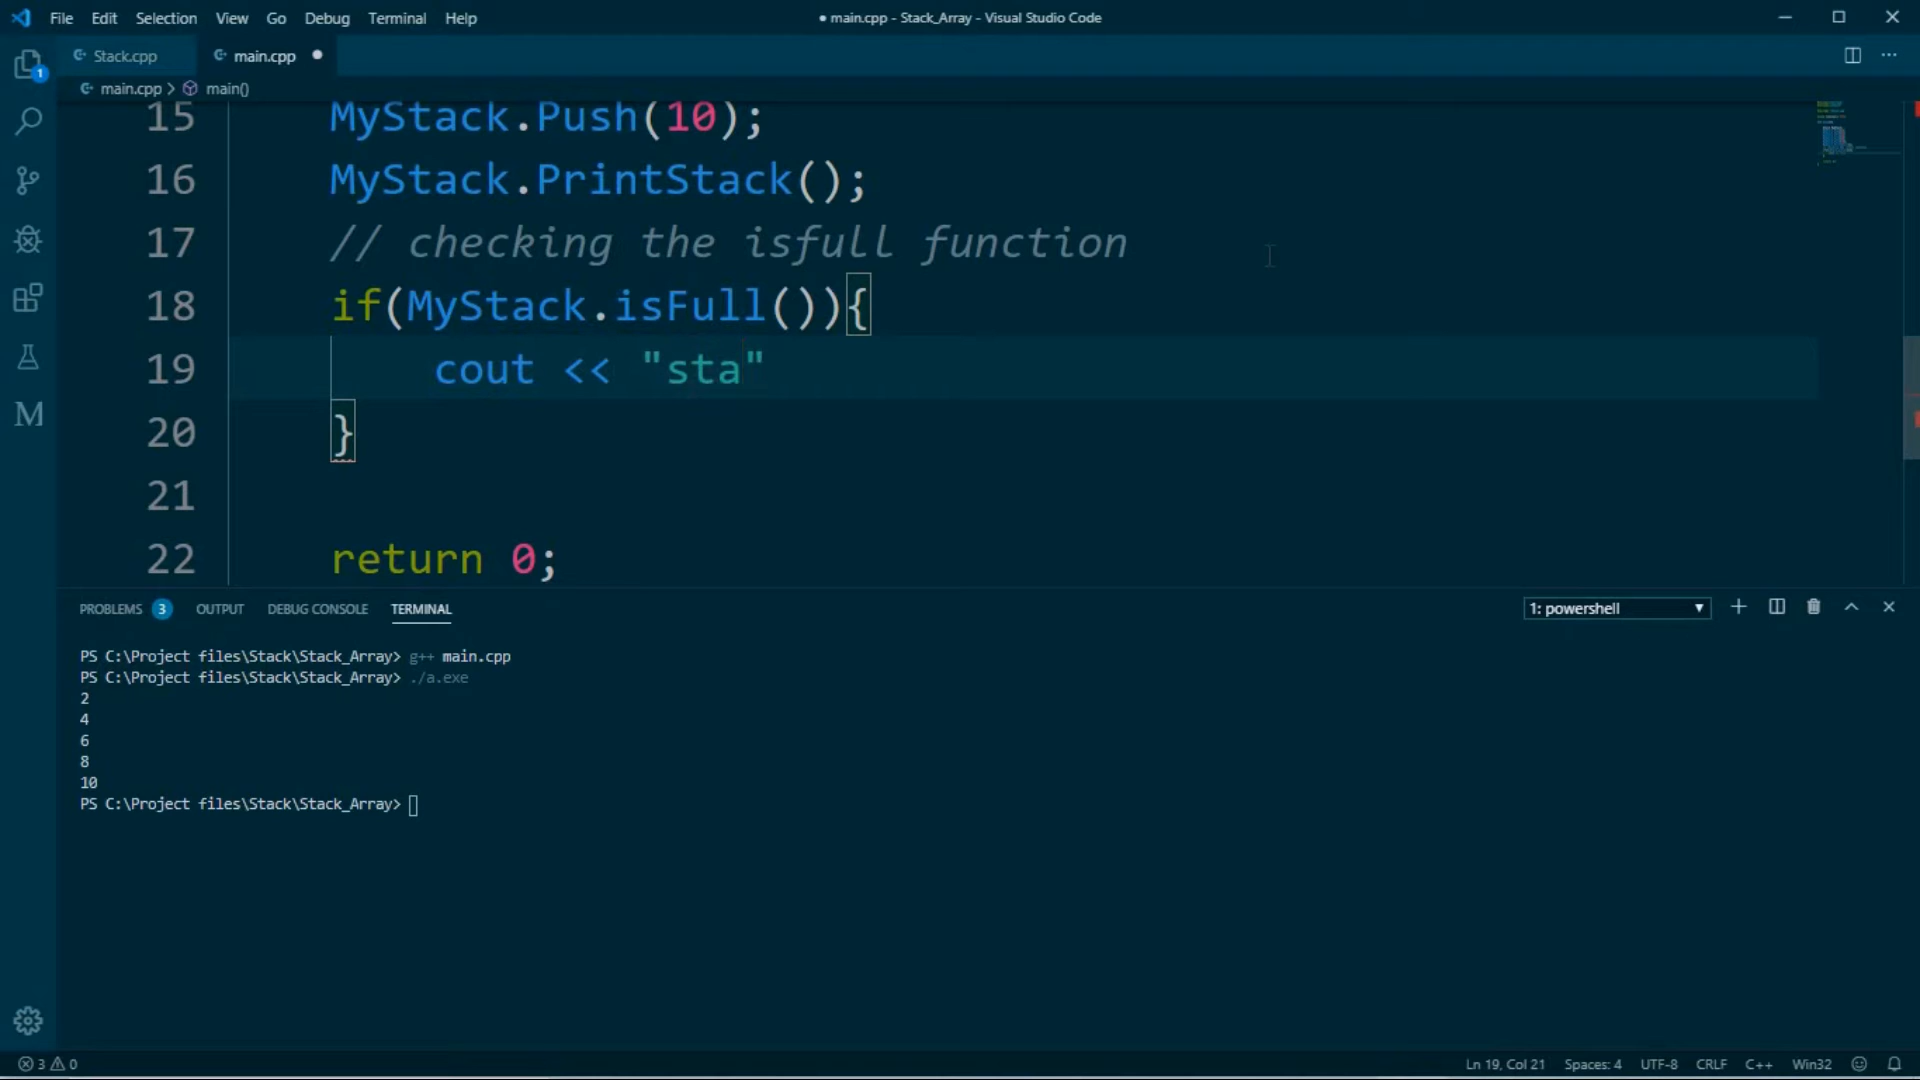 File Edit Selection View Go Debug Terminal Help
● main.cpp - Stack_Array - Visual Studio Code
Stack.cpp main.cpp
main.cpp > main()
1
15 MyStack.Push(10);
16 MyStack.PrintStack();
17 // checking the isfull function
18 if(MyStack.isFull()){
19 cout << "sta"
20 }
21
22 return 0;
PROBLEMS 3 OUTPUT DEBUG CONSOLE TERMINAL
1: powershell
PS C:\Project files\Stack\Stack_Array> g++ main.cpp
PS C:\Project files\Stack\Stack_Array> ./a.exe
2
4
6
8
10
PS C:\Project files\Stack\Stack_Array>
3 0
Ln 19, Col 21 Spaces: 4 UTF-8 CRLF C++ Win32